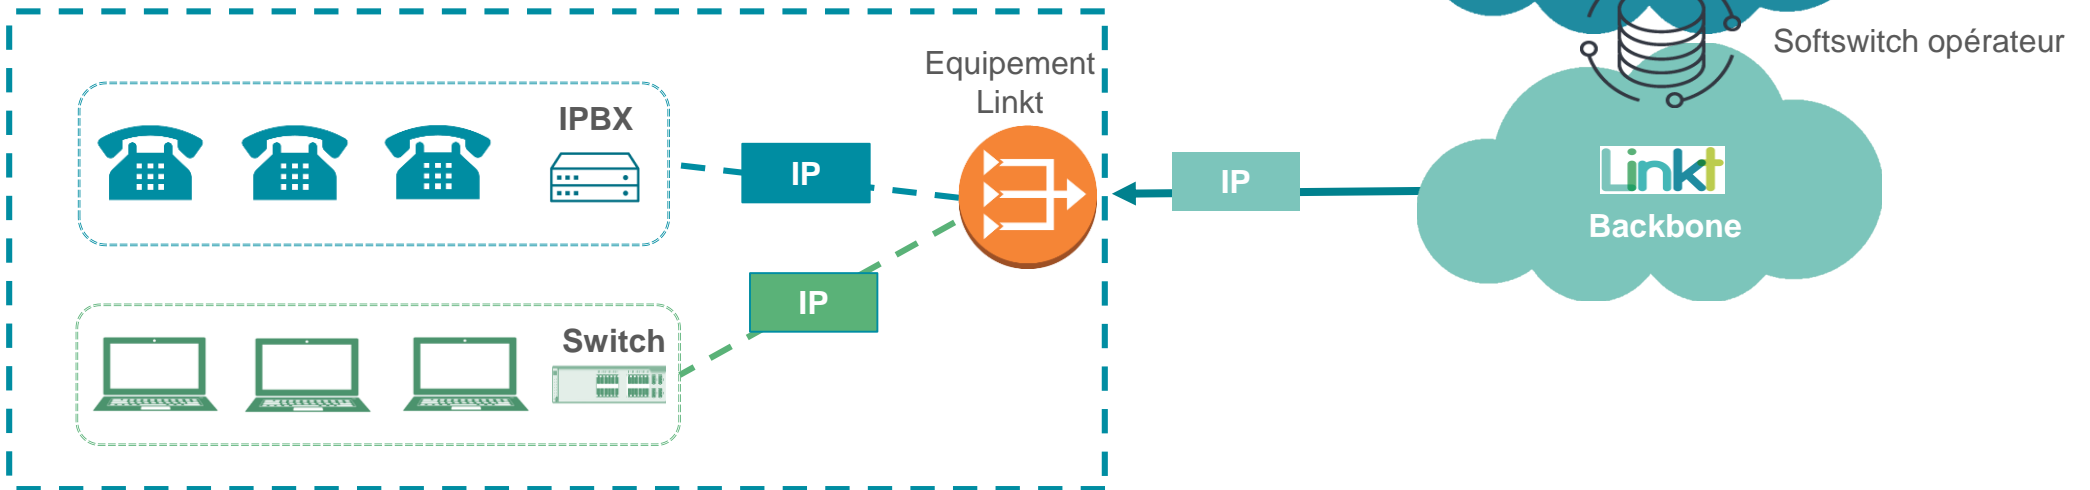 Softswitch opérateur
Equipement
Linkt
IPBX
IP
IP
Linkt
Backbone
IP
Switch